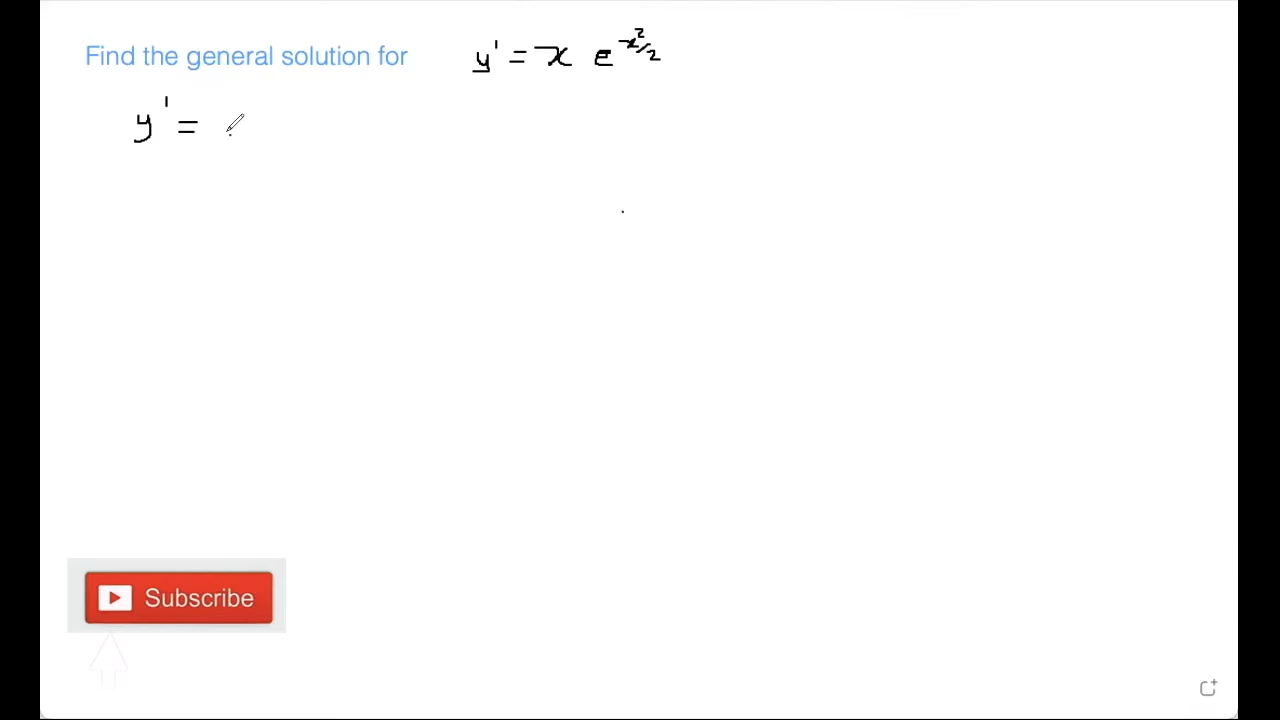 Find the general solution for y' = x e^(x²/2)
y' =
Subscribe